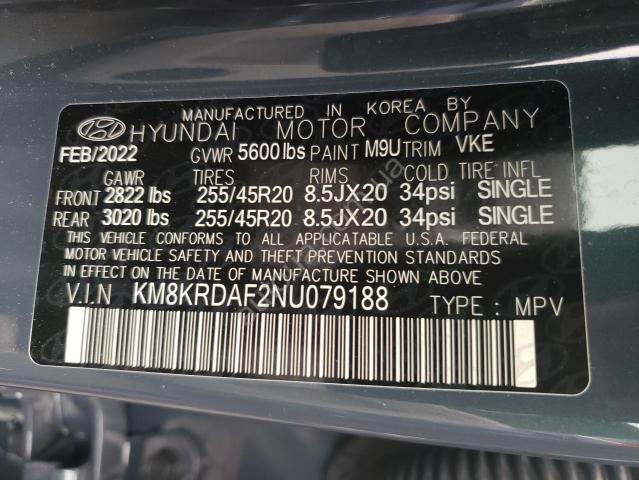 MANUFACTURED IN KOREA BY
HYUNDAI MOTOR COMPANY
FEB/2022 GVWR 5600lbs PAINT M9U TRIM VKE
GAWR TIRES RIMS COLD TIRE INFL
FRONT 2822 lbs 255/45R20 8.5JX20 34psi SINGLE
REAR 3020 lbs 255/45R20 8.5JX20 34psi SINGLE
THIS VEHICLE CONFORMS TO ALL APPLICATABLE U.S.A. FEDERAL
MOTOR VEHICLE SAFETY AND THEFT PREVENTION STANDARDS
IN EFFECT ON THE DATE OF MANUFACTURE SHOWN ABOVE.
V.I.N KM8KRDAF2NU079188 TYPE : MPV